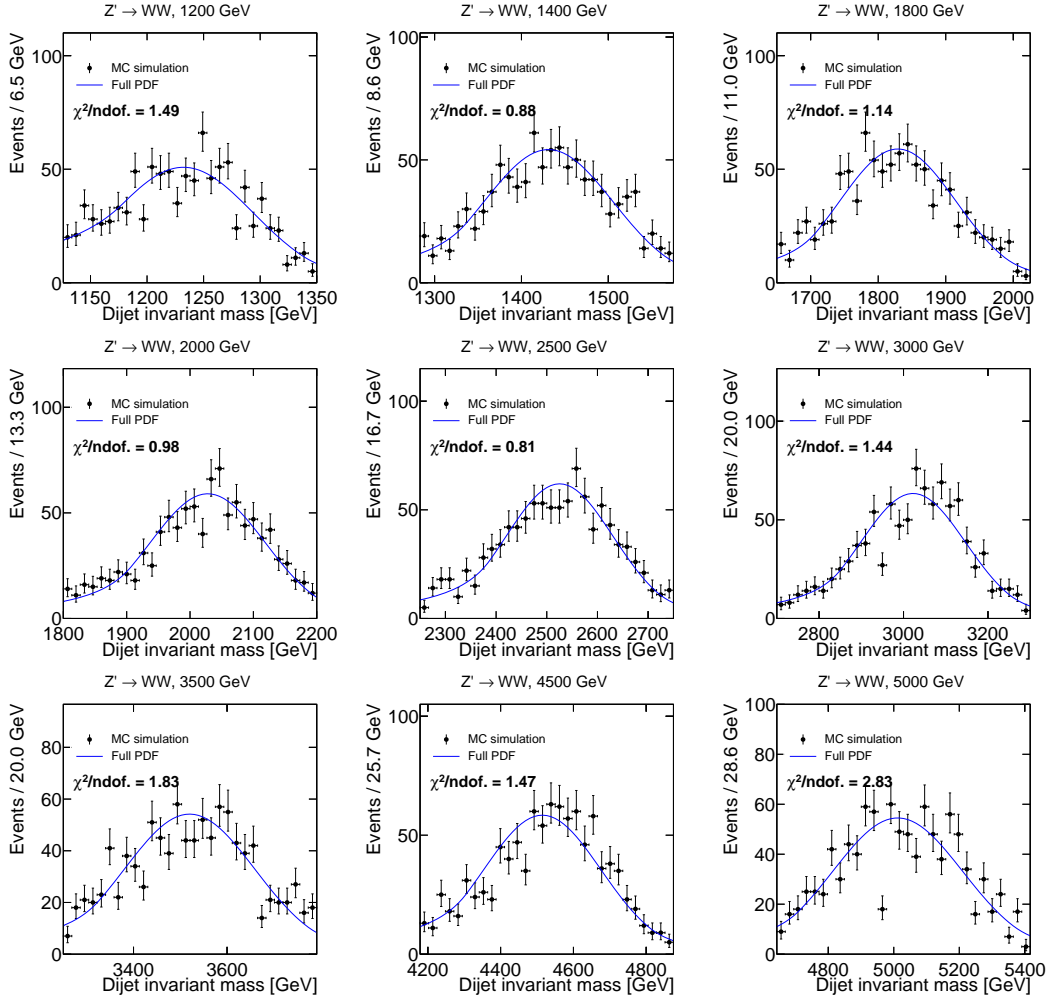 Z' → WW, 1200 GeV
Events / 6.5 GeV
100
50
0
MC simulation
Full PDF
χ²/ndof. = 1.49
1150 1200 1250 1300 1350
Dijet invariant mass [GeV]
Z' → WW, 1400 GeV
Events / 8.6 GeV
100
50
0
MC simulation
Full PDF
χ²/ndof. = 0.88
1300 1400 1500
Dijet invariant mass [GeV]
Z' → WW, 1800 GeV
Events / 11.0 GeV
100
50
0
MC simulation
Full PDF
χ²/ndof. = 1.14
1700 1800 1900 2000
Dijet invariant mass [GeV]
Z' → WW, 2000 GeV
Events / 13.3 GeV
100
50
0
MC simulation
Full PDF
χ²/ndof. = 0.98
1800 1900 2000 2100 2200
Dijet invariant mass [GeV]
Z' → WW, 2500 GeV
Events / 16.7 GeV
100
50
0
MC simulation
Full PDF
χ²/ndof. = 0.81
2300 2400 2500 2600 2700
Dijet invariant mass [GeV]
Z' → WW, 3000 GeV
Events / 20.0 GeV
100
50
0
MC simulation
Full PDF
χ²/ndof. = 1.44
2800 3000 3200
Dijet invariant mass [GeV]
Z' → WW, 3500 GeV
Events / 20.0 GeV
80
60
40
20
0
MC simulation
Full PDF
χ²/ndof. = 1.83
3400 3600
Dijet invariant mass [GeV]
Z' → WW, 4500 GeV
Events / 25.7 GeV
100
50
0
MC simulation
Full PDF
χ²/ndof. = 1.47
4200 4400 4600 4800
Dijet invariant mass [GeV]
Z' → WW, 5000 GeV
Events / 28.6 GeV
100
80
60
40
20
0
MC simulation
Full PDF
χ²/ndof. = 2.83
4800 5000 5200 5400
Dijet invariant mass [GeV]